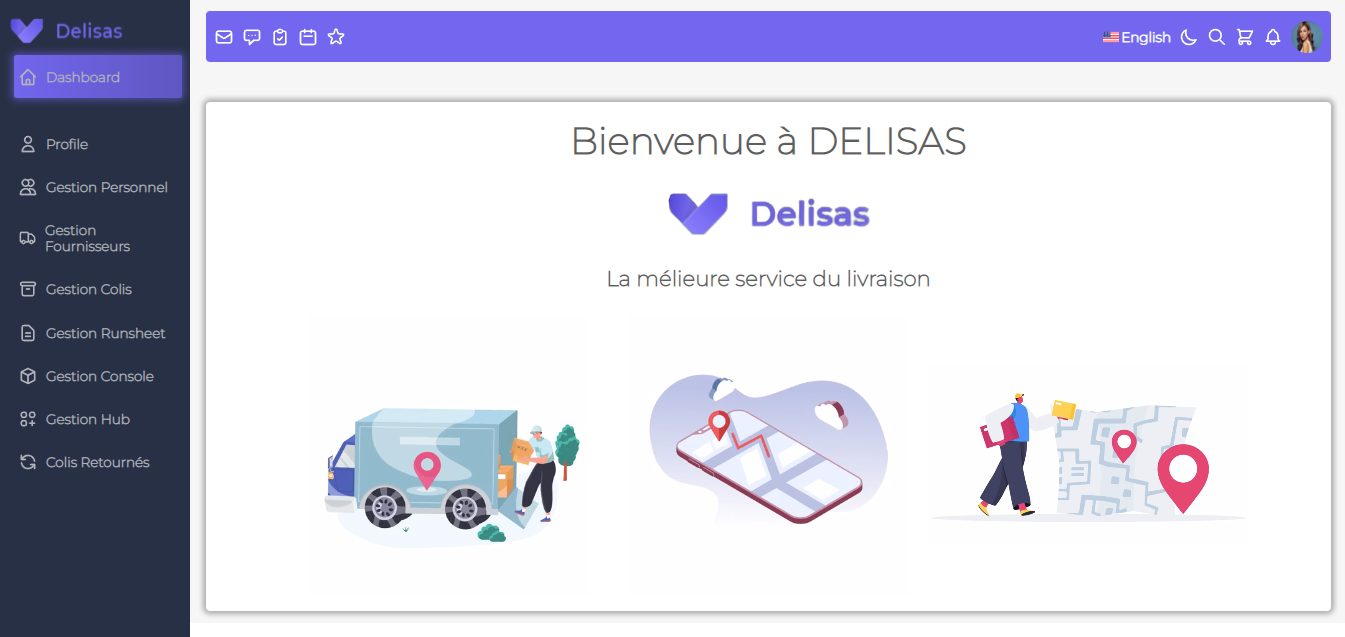 Delisas
Dashboard
Profile
Gestion Personnel
Gestion
Fournisseurs
Gestion Colis
Gestion Runsheet
Gestion Console
Gestion Hub
Colis Retournés
English
Bienvenue à DELISAS
Delisas
La mélieure service du livraison